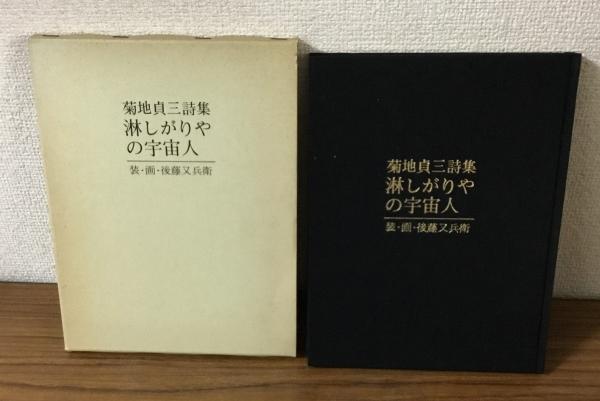 菊地貞三詩集
淋しがりや
の宇宙人
装・画・後藤又兵衛
菊地貞三詩集
淋しがりや
の宇宙人
装・画・後藤又兵衛